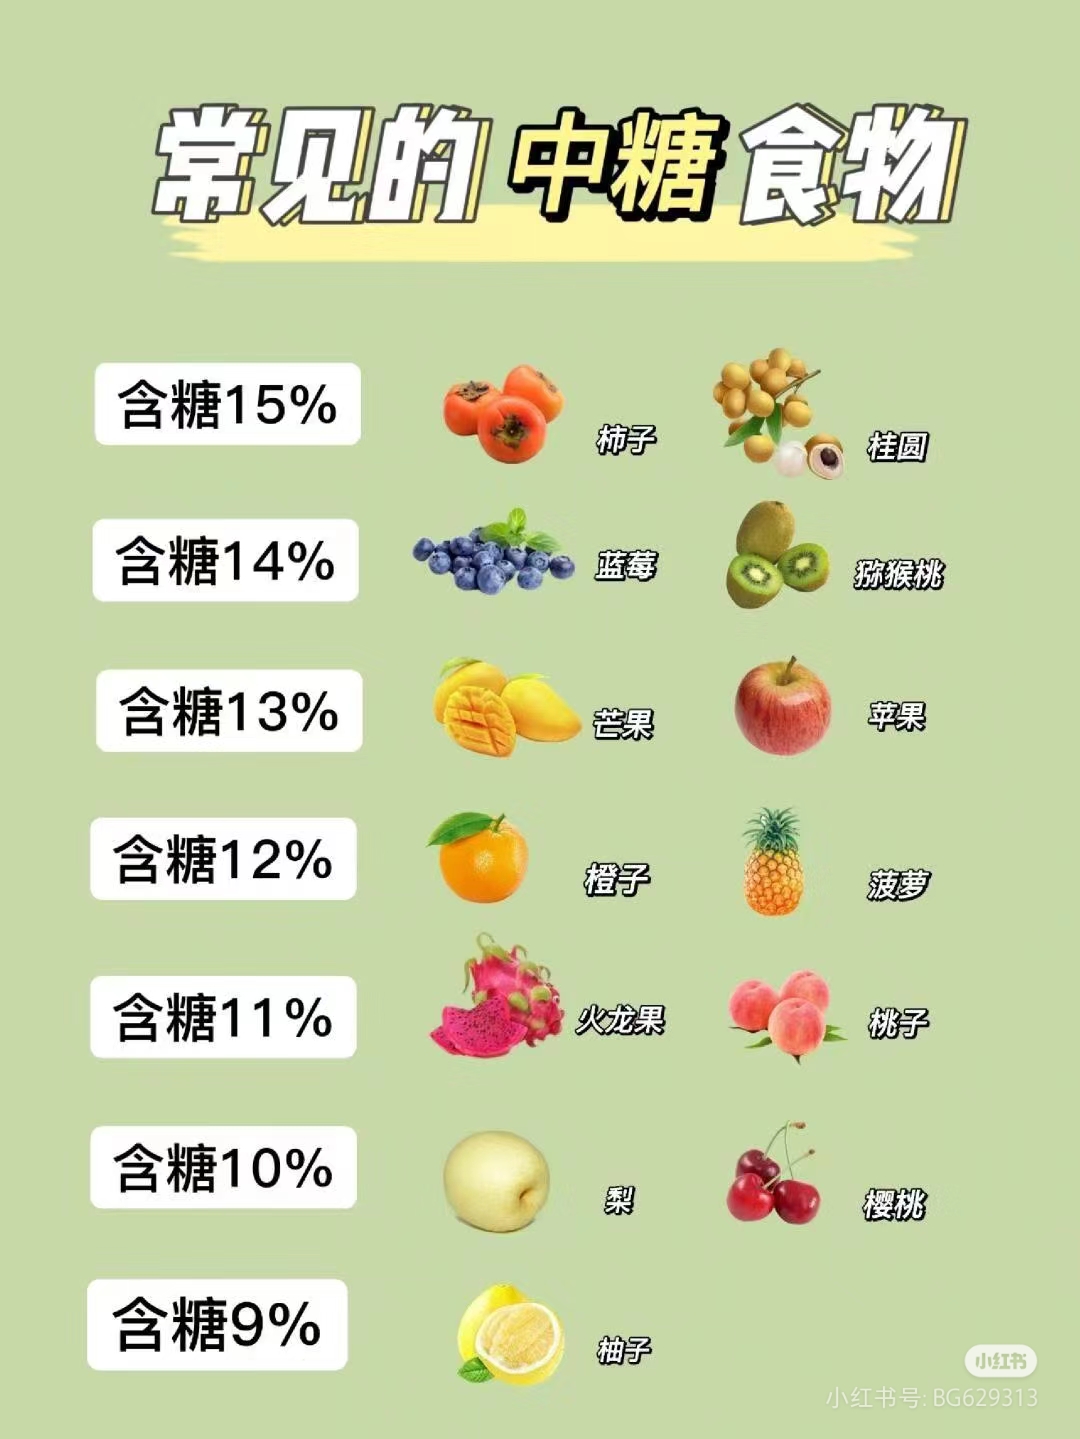 常见的中糖食物
含糖15%
柿子
桂圆
含糖14%
蓝莓
猕猴桃
含糖13%
芒果
苹果
含糖12%
橙子
菠萝
含糖11%
火龙果
桃子
含糖10%
梨
樱桃
含糖9%
柚子
小红书
小红书号: BG629313